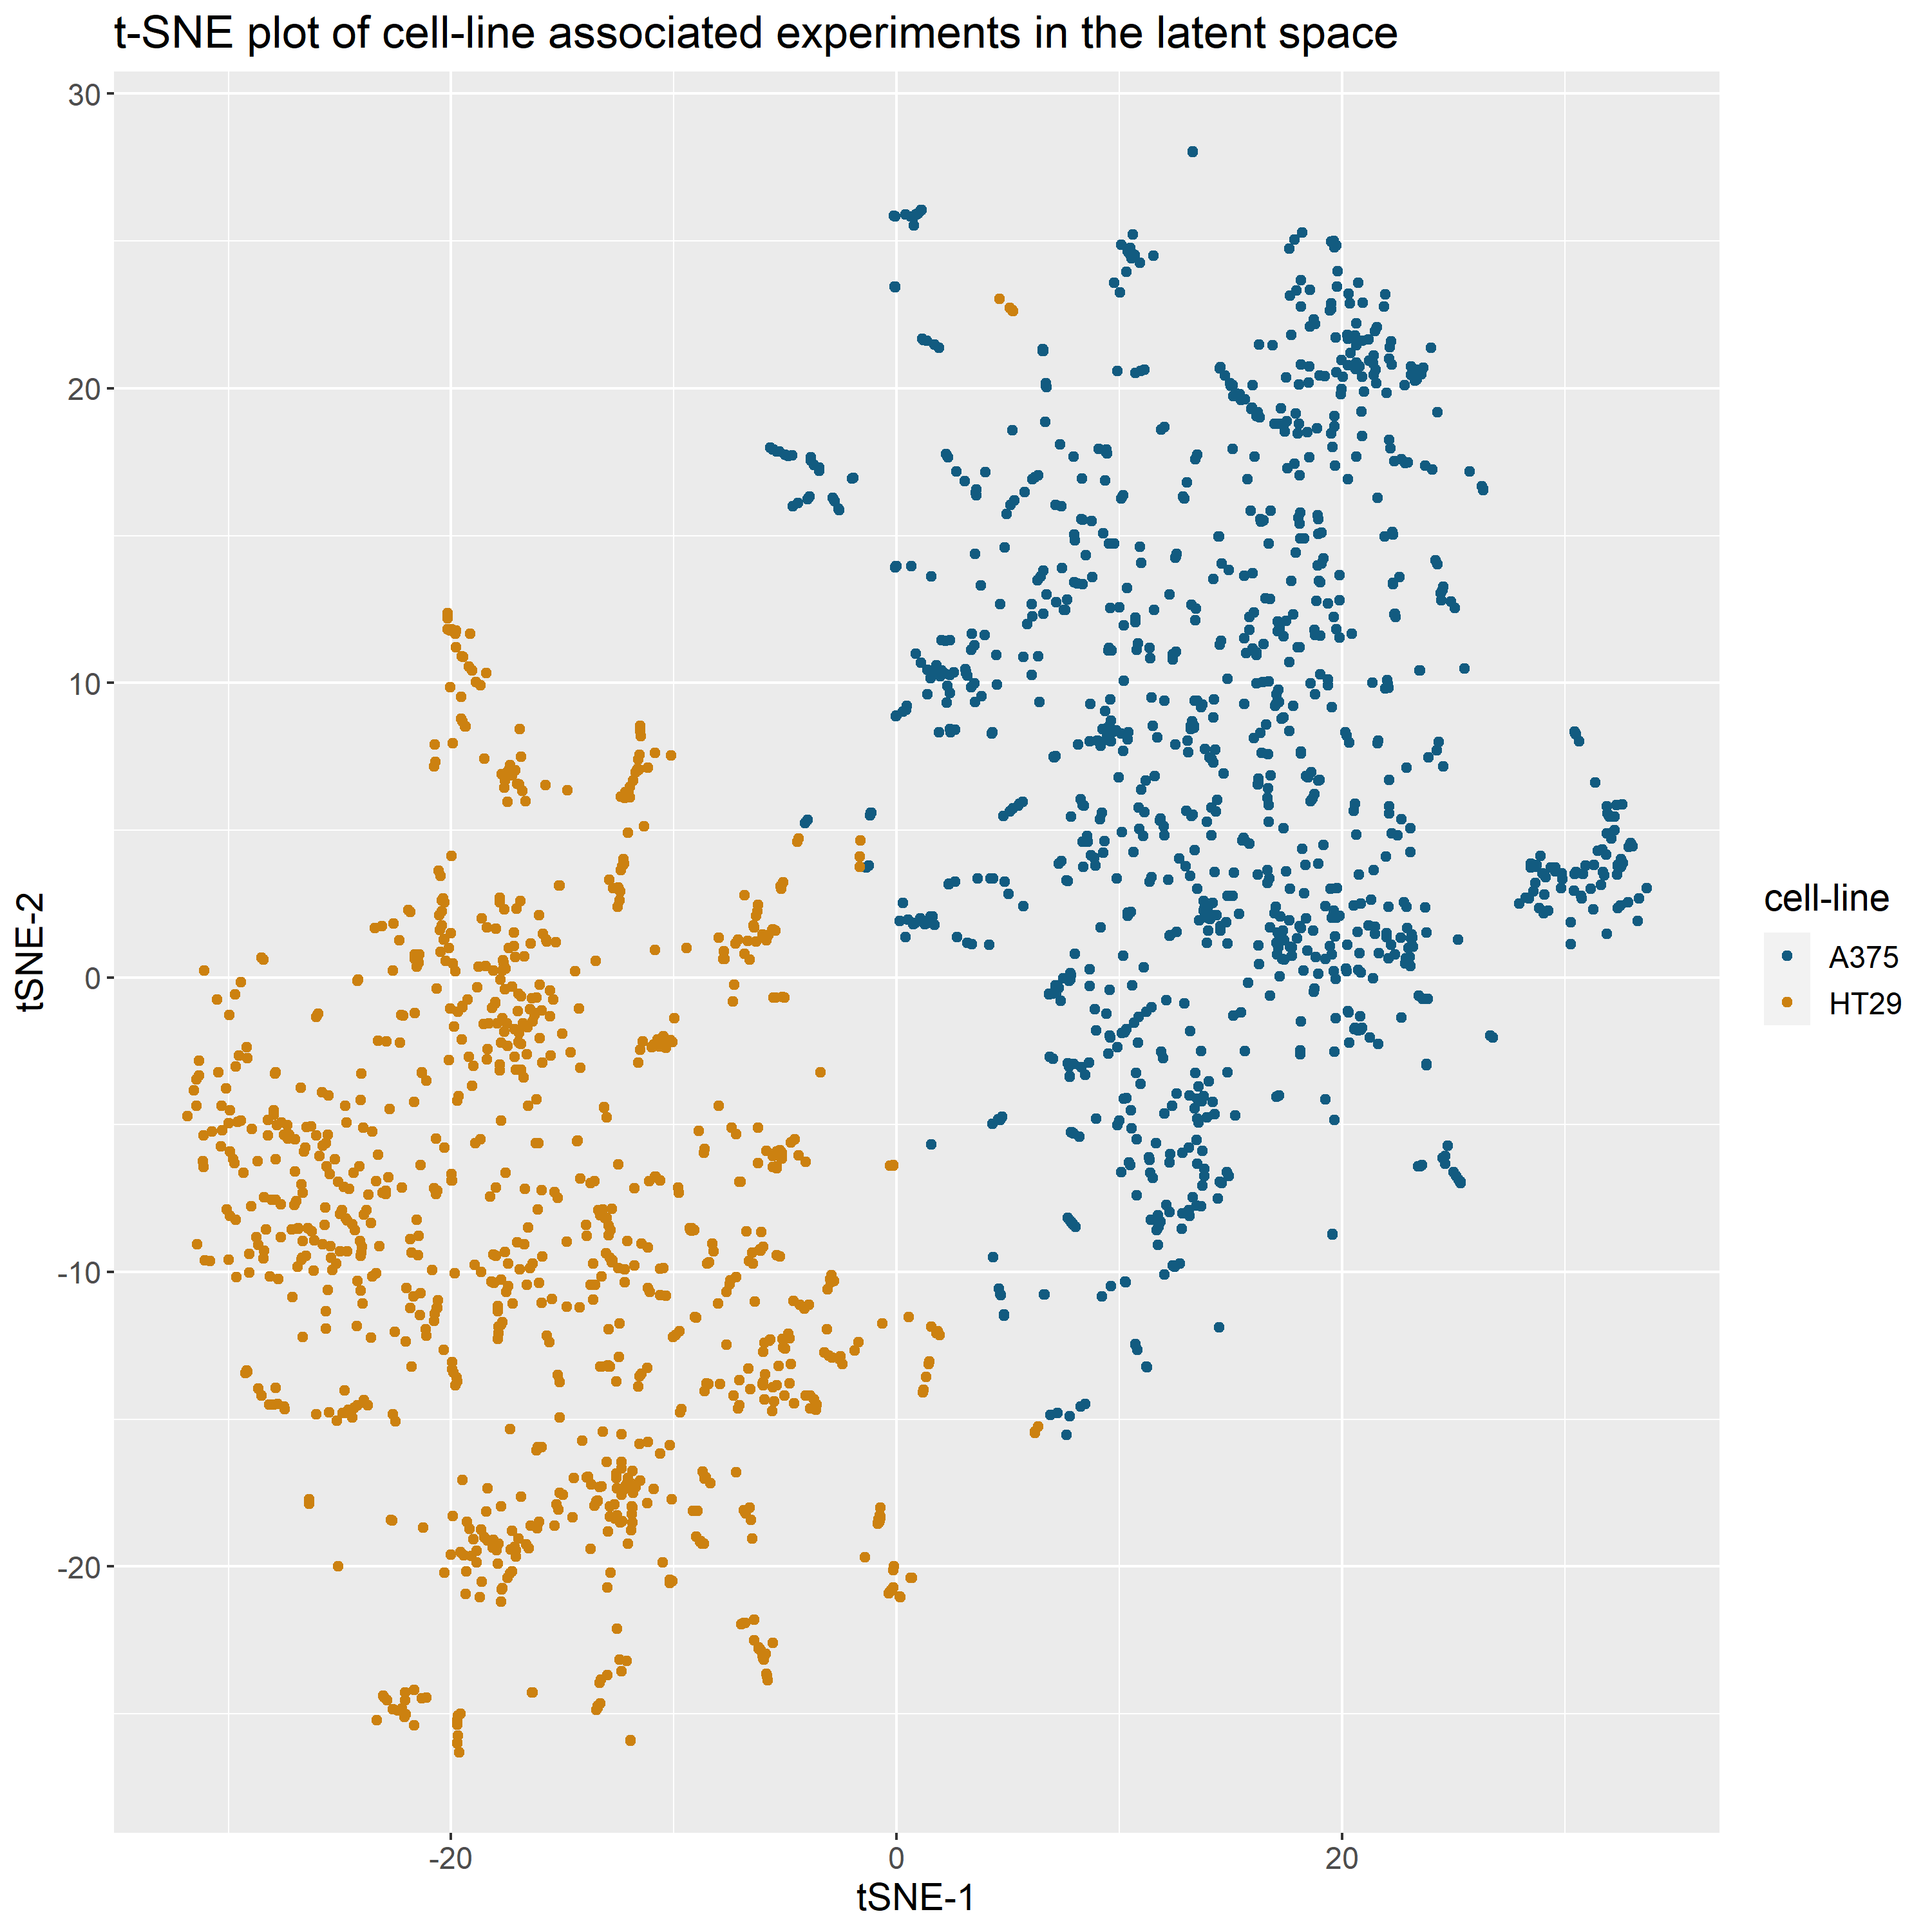 t-SNE plot of cell-line associated experiments in the latent space
30
20
10
0
-10
-20
tSNE-2
-20
0
20
tSNE-1
cell-line
A375
HT29